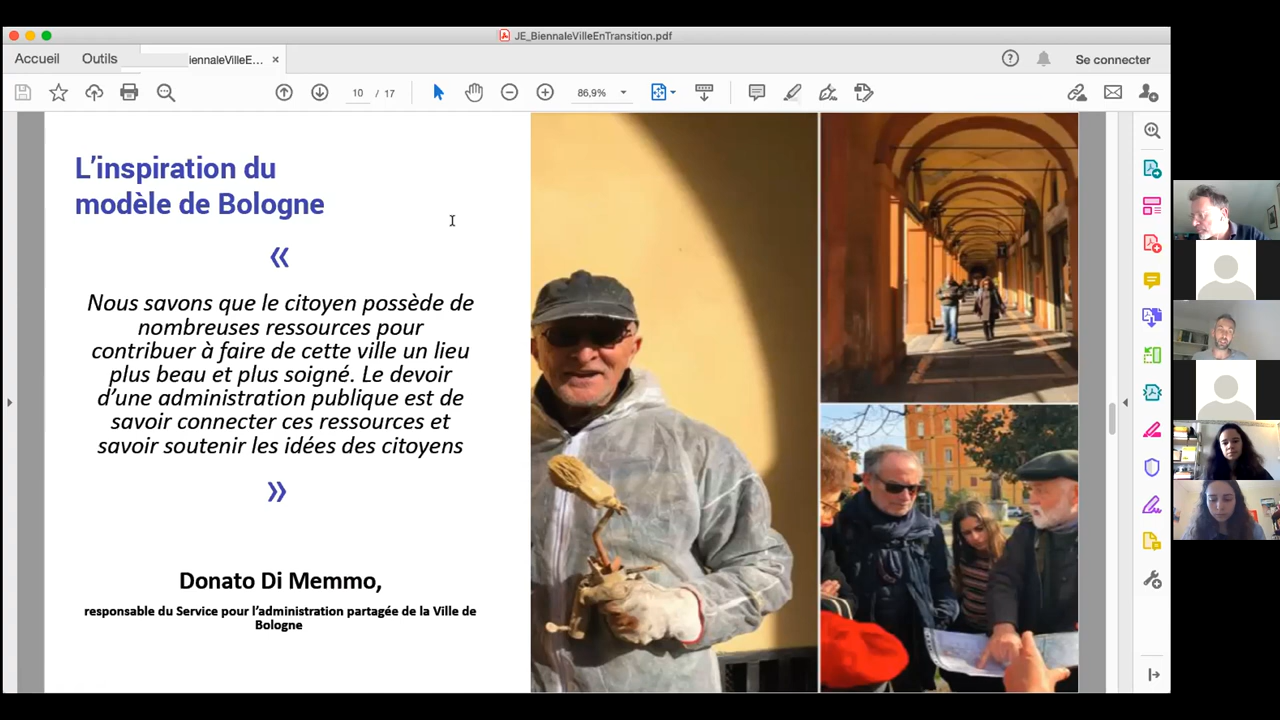 JE_BiennaleVilleEnTransition.pdf
Accueil
Outils
iennaleVilleE...
Se connecter
10 / 17
86,9%
L'inspiration du
modèle de Bologne
«
Nous savons que le citoyen possède de
nombreuses ressources pour
contribuer à faire de cette ville un lieu
plus beau et plus soigné. Le devoir
d'une administration publique est de
savoir connecter ces ressources et
savoir soutenir les idées des citoyens
»
Donato Di Memmo,
responsable du Service pour l'administration partagée de la Ville de
Bologne